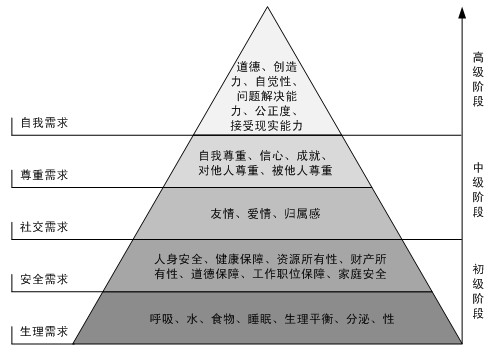 道德、创造
力、自觉性、
问题解决能
力、公正度、
接受现实能力
自我需求
自我尊重、信心、成就、
对他人尊重、被他人尊重
尊重需求
友情、爱情、归属感
社交需求
人身安全、健康保障、资源所有性、财产所
有性、道德保障、工作职位保障、家庭安全
安全需求
呼吸、水、食物、睡眠、生理平衡、分泌、性
生理需求
高级阶段
中级阶段
初级阶段